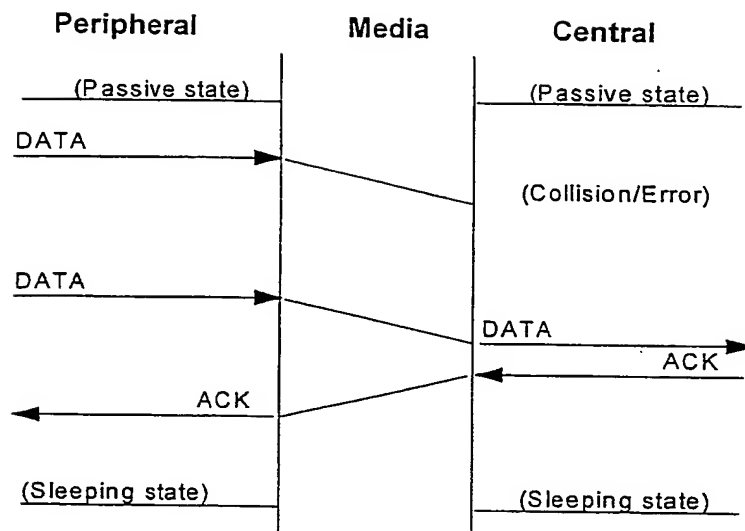 Peripheral Media Central
(Passive state) (Passive state)
DATA
(Collision/Error)
DATA
DATA
ACK
ACK
(Sleeping state) (Sleeping state)